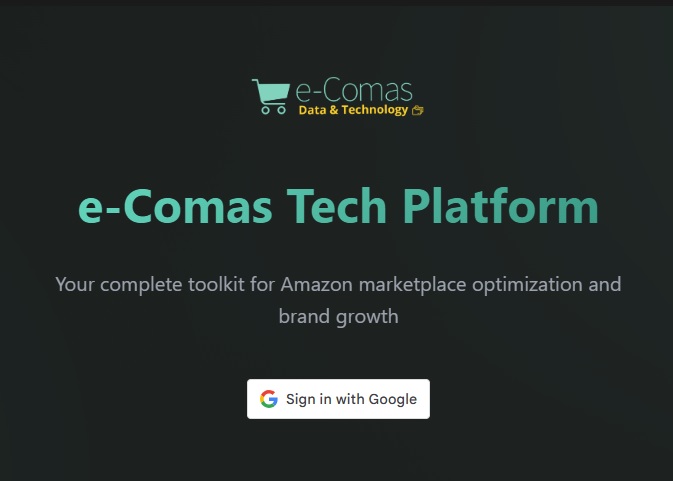 e-Comas
Data & Technology
e-Comas Tech Platform
Your complete toolkit for Amazon marketplace optimization and
brand growth
Sign in with Google